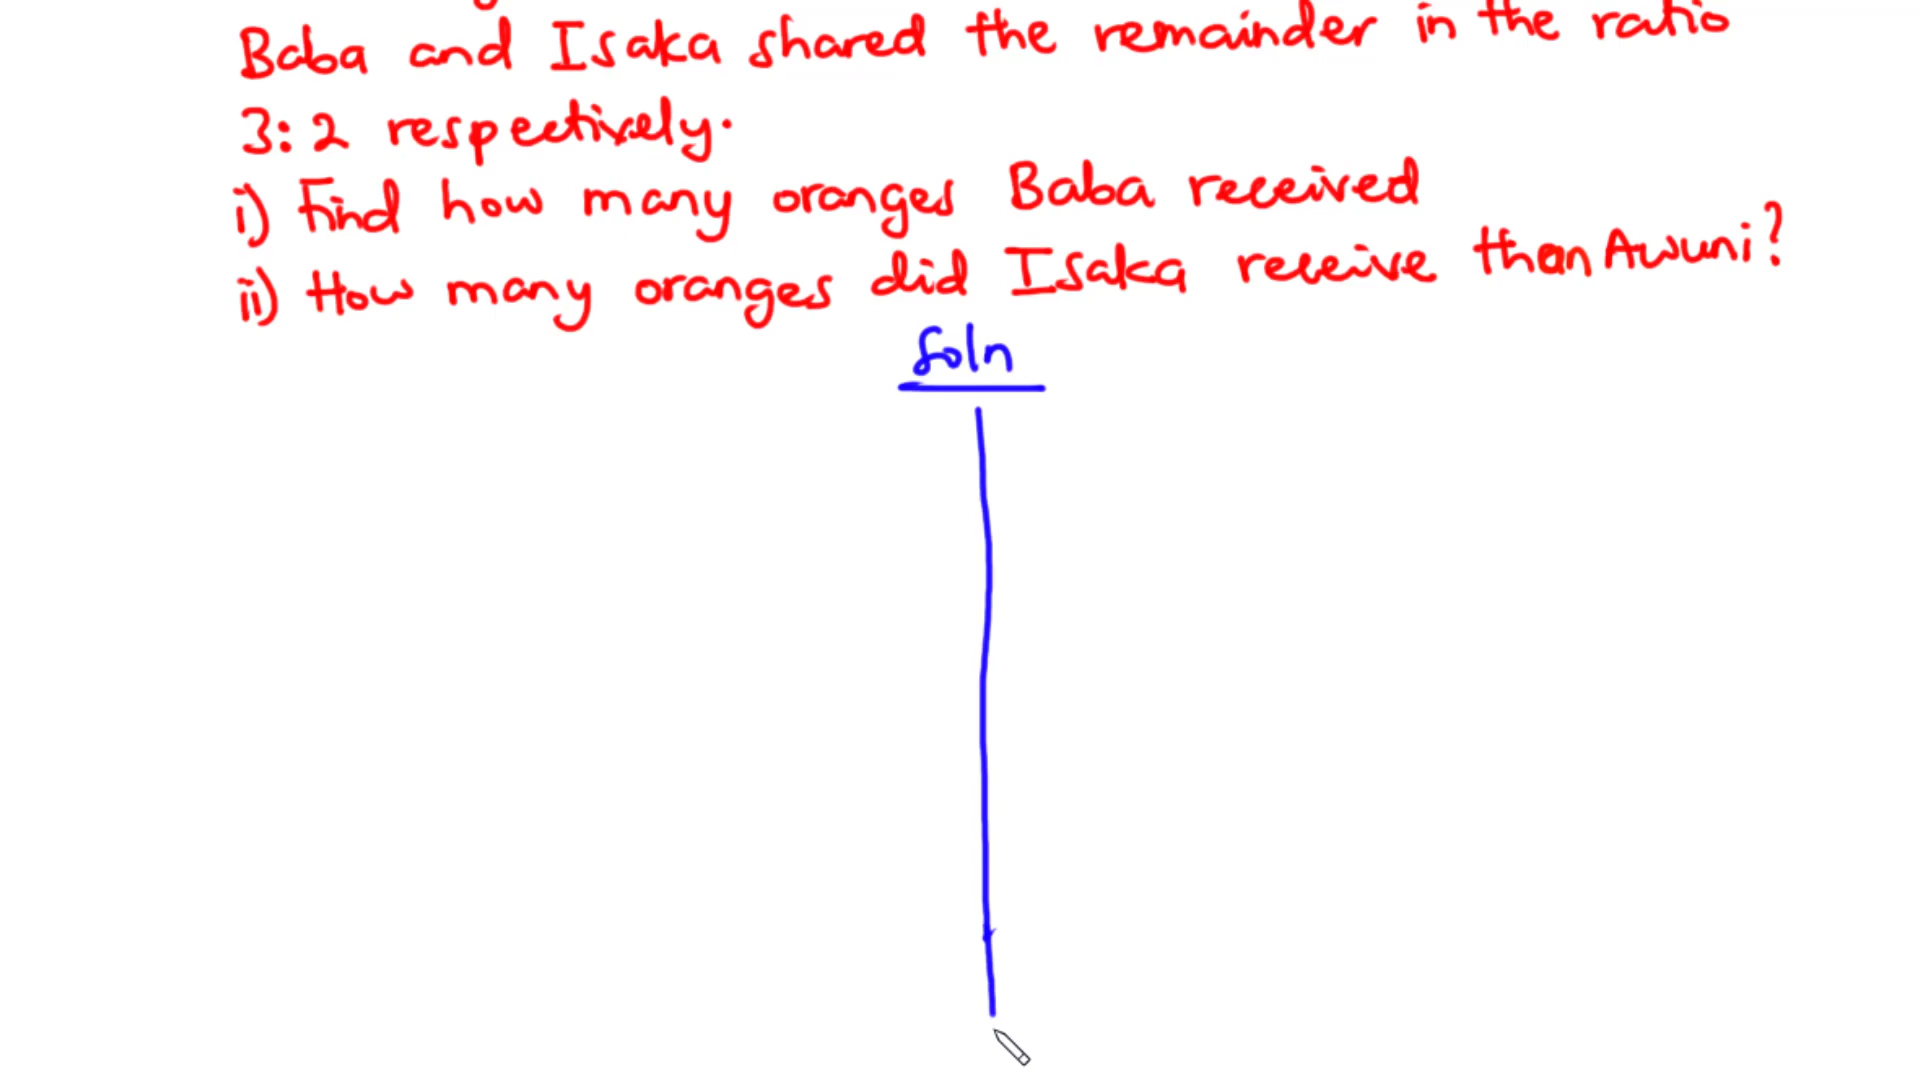 Baba and Isaka shared the remainder in the ratio
3:2 respectively.
i) Find how many oranges Baba received
ii) How many oranges did Isaka receive than Awuni?
Soln